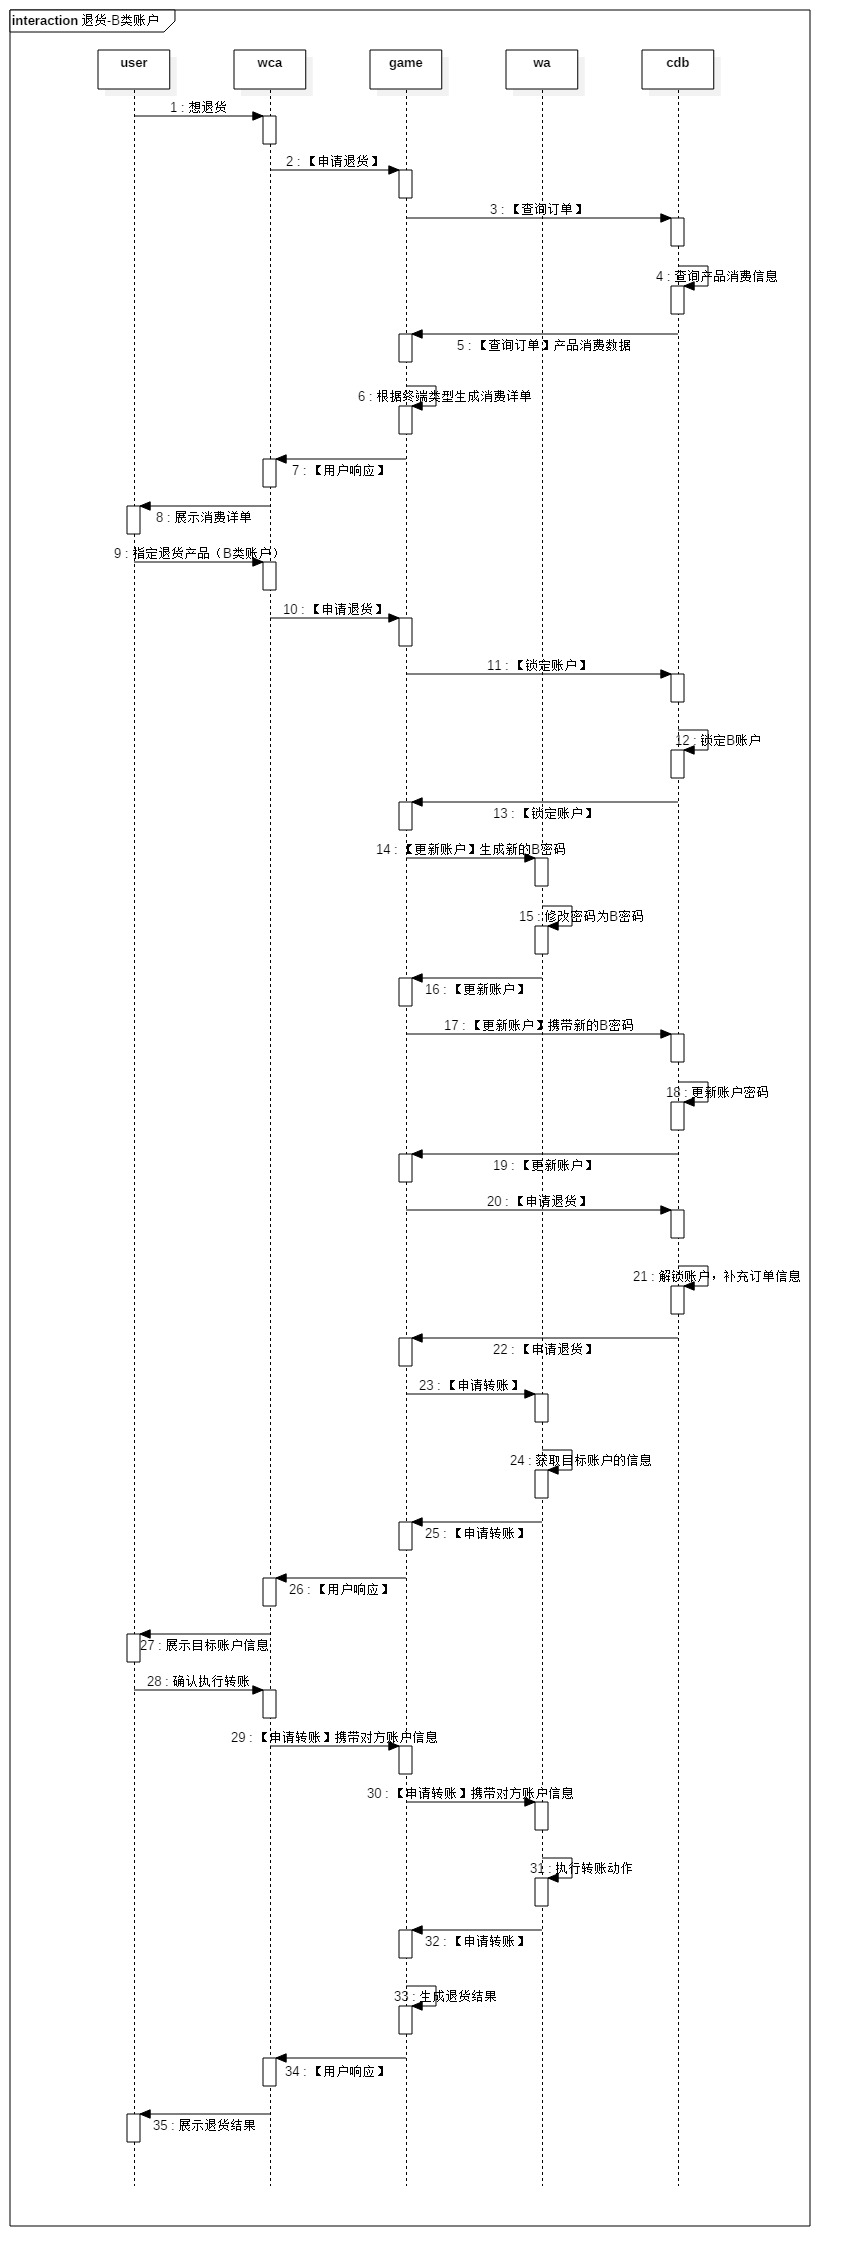 interaction 退货-B类账户
user
wca
game
wa
cdb
1 : 想退货
2 : 【申请退货】
3 : 【查询订单】
4 : 查询产品消费信息
5 : 【查询订单】产品消费数据
6 : 根据终端类型生成消费详单
7 : 【用户响应】
8 : 展示消费详单
9 : 指定退货产品（B类账户）
10 : 【申请退货】
11 : 【锁定账户】
12 : 锁定B账户
13 : 【锁定账户】
14 : 【更新账户】生成新的B密码
15 : 修改密码为B密码
16 : 【更新账户】
17 : 【更新账户】携带新的B密码
18 : 更新账户密码
19 : 【更新账户】
20 : 【申请退货】
21 : 解锁账户，补充订单信息
22 : 【申请退货】
23 : 【申请转账】
24 : 获取目标账户的信息
25 : 【申请转账】
26 : 【用户响应】
27 : 展示目标账户信息
28 : 确认执行转账
29 : 【申请转账】携带对方账户信息
30 : 【申请转账】携带对方账户信息
31 : 执行转账动作
32 : 【申请转账】
33 : 生成退货结果
34 : 【用户响应】
35 : 展示退货结果